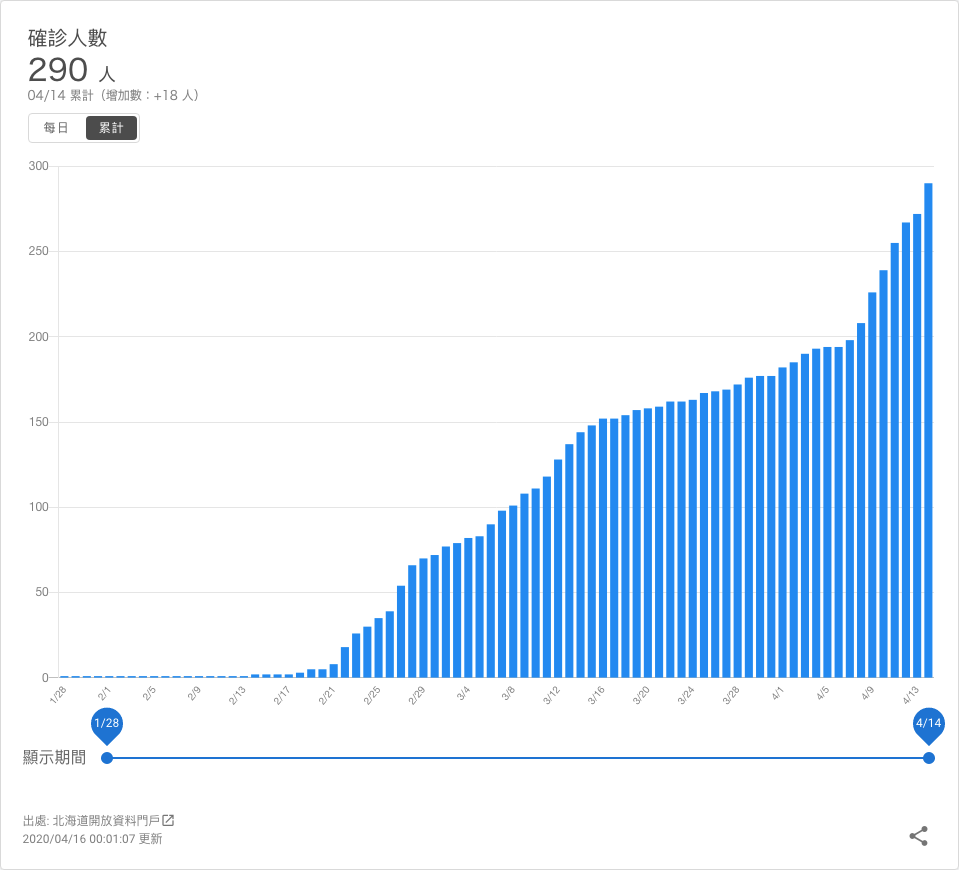 確診人數
290 人
04/14 累計（增加數：+18 人）
每日 累計
300
250
200
150
100
50
0
1/28 2/1 2/5 2/9 2/13 2/17 2/21 2/25 2/29 3/4 3/8 3/12 3/16 3/20 3/24 3/28 4/1 4/5 4/9 4/13
1/28 4/14
顯示期間
出處: 北海道開放資料門戶
2020/04/16 00:01:07 更新